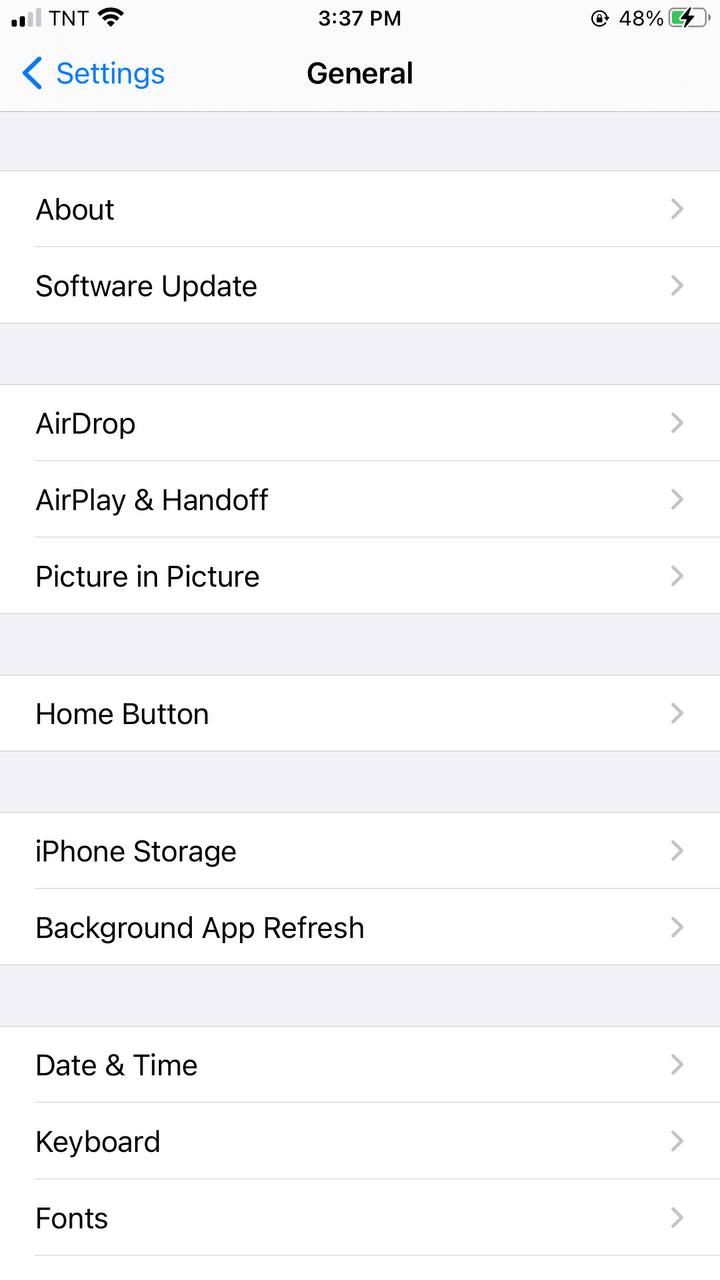 TNT 3:37 PM 48%
Settings General
About
Software Update
AirDrop
AirPlay & Handoff
Picture in Picture
Home Button
iPhone Storage
Background App Refresh
Date & Time
Keyboard
Fonts